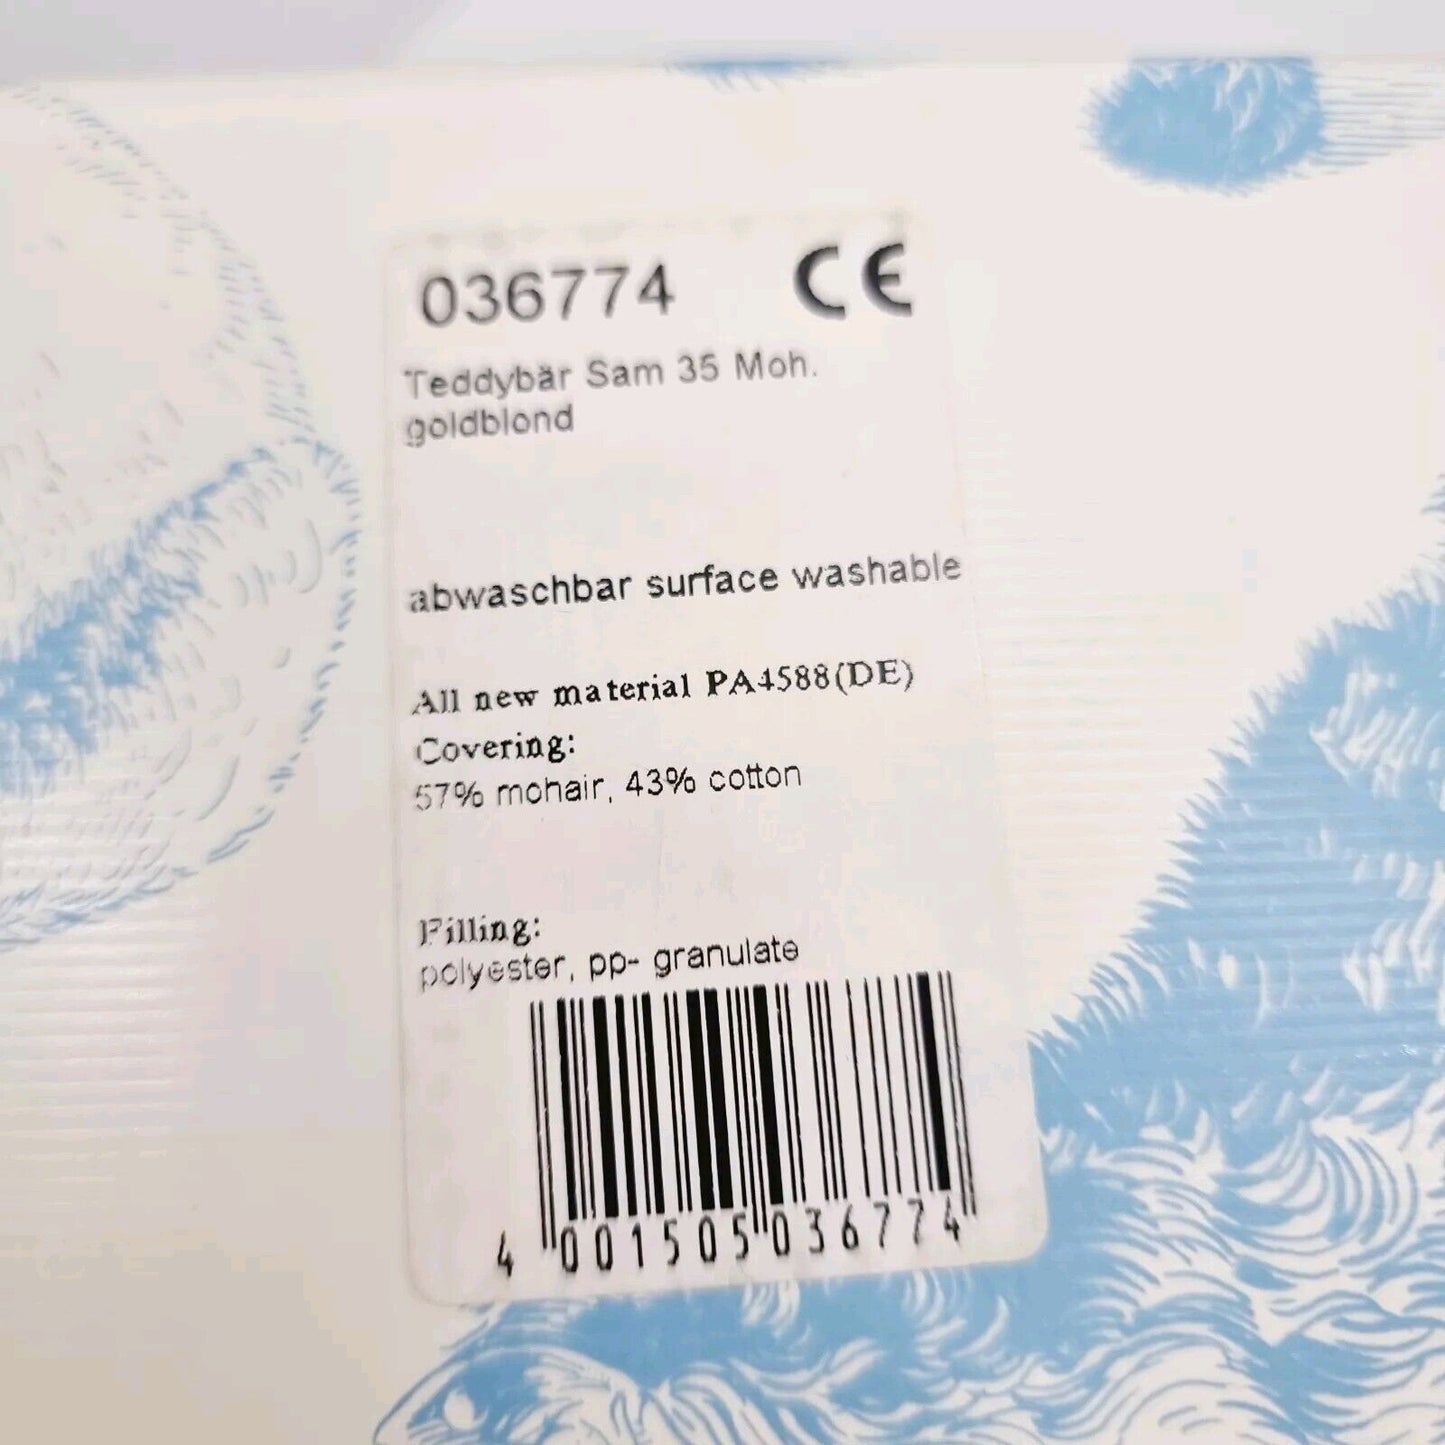 036774 CE
Teddybär Sam 35 Moh.
goldblond
abwaschbar surface washable
All new material PA4588(DE)
Covering:
57% mohair, 43% cotton
Filling:
polyester, pp- granulate
4 001505 036774